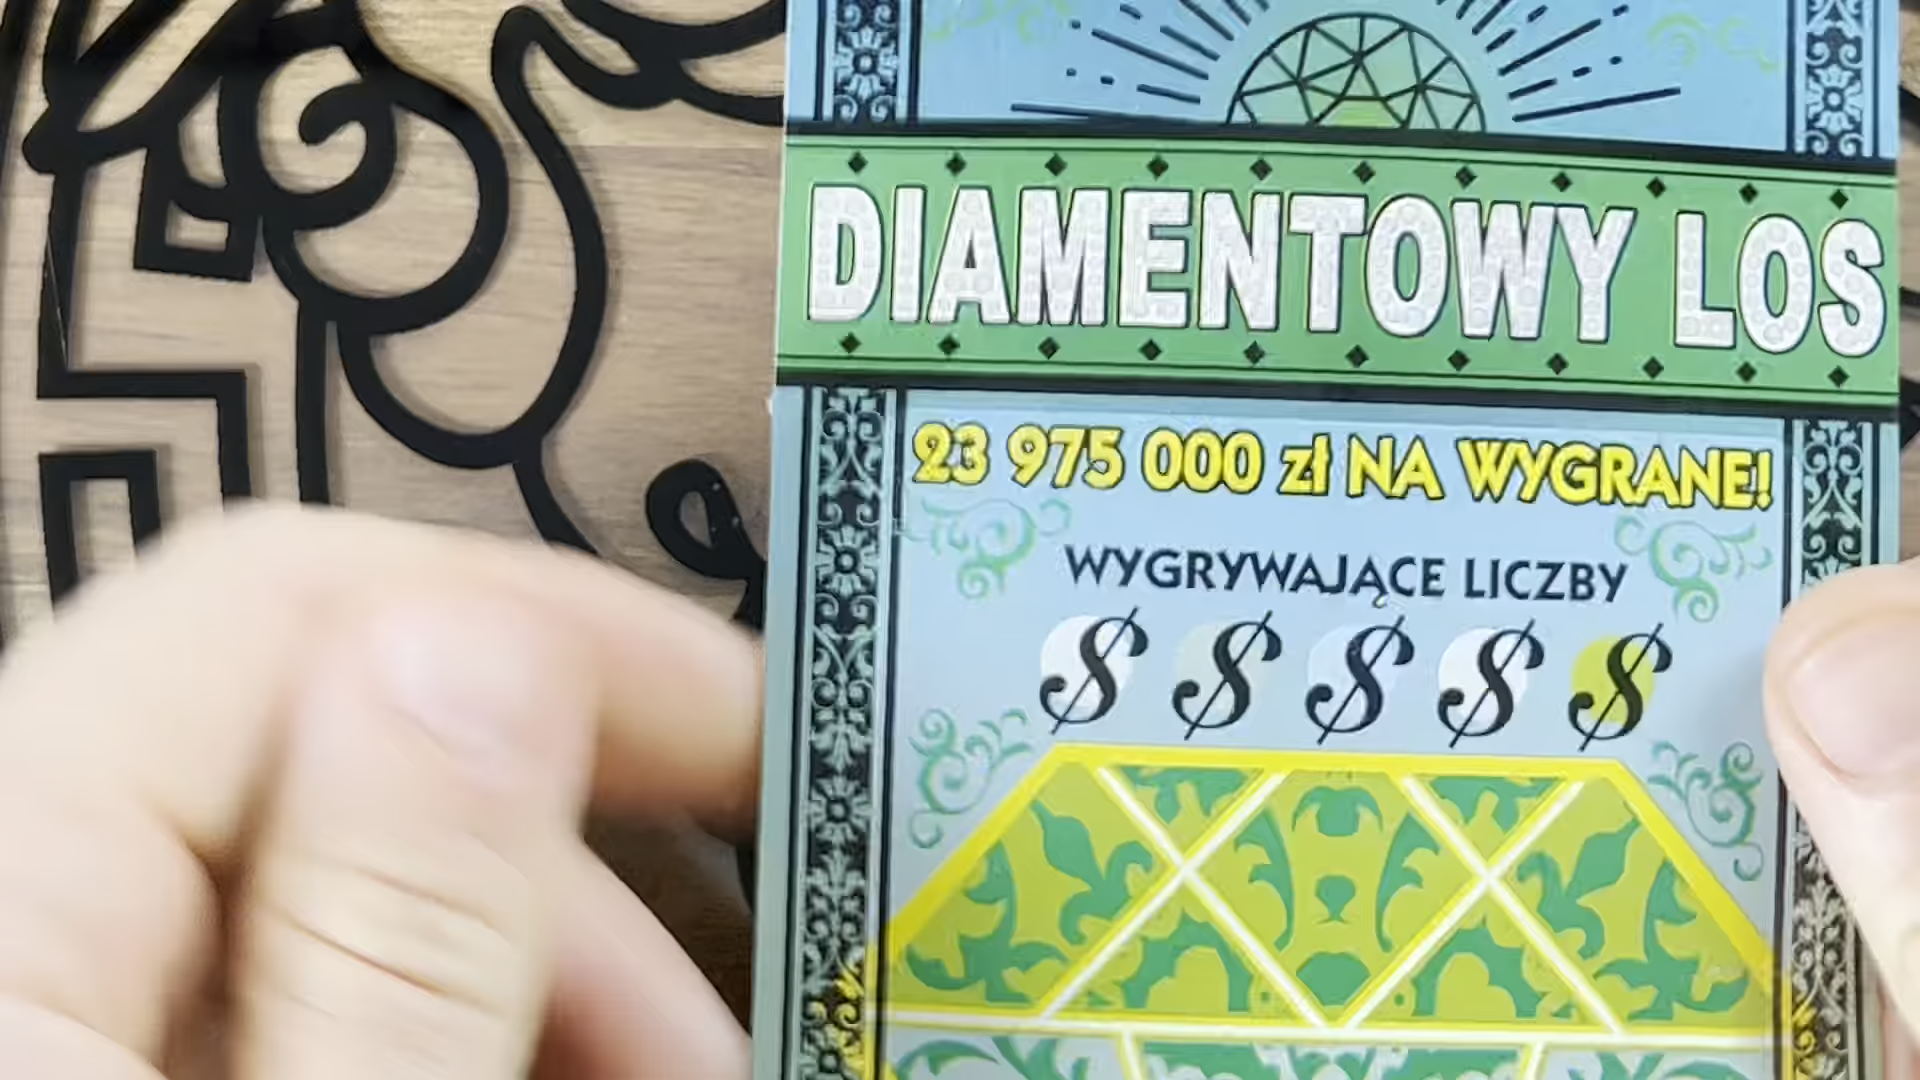 DIAMENTOWY LOS
23 975 000 zł NA WYGRANE!
WYGRYWAJĄCE LICZBY
$ $ $ $ $